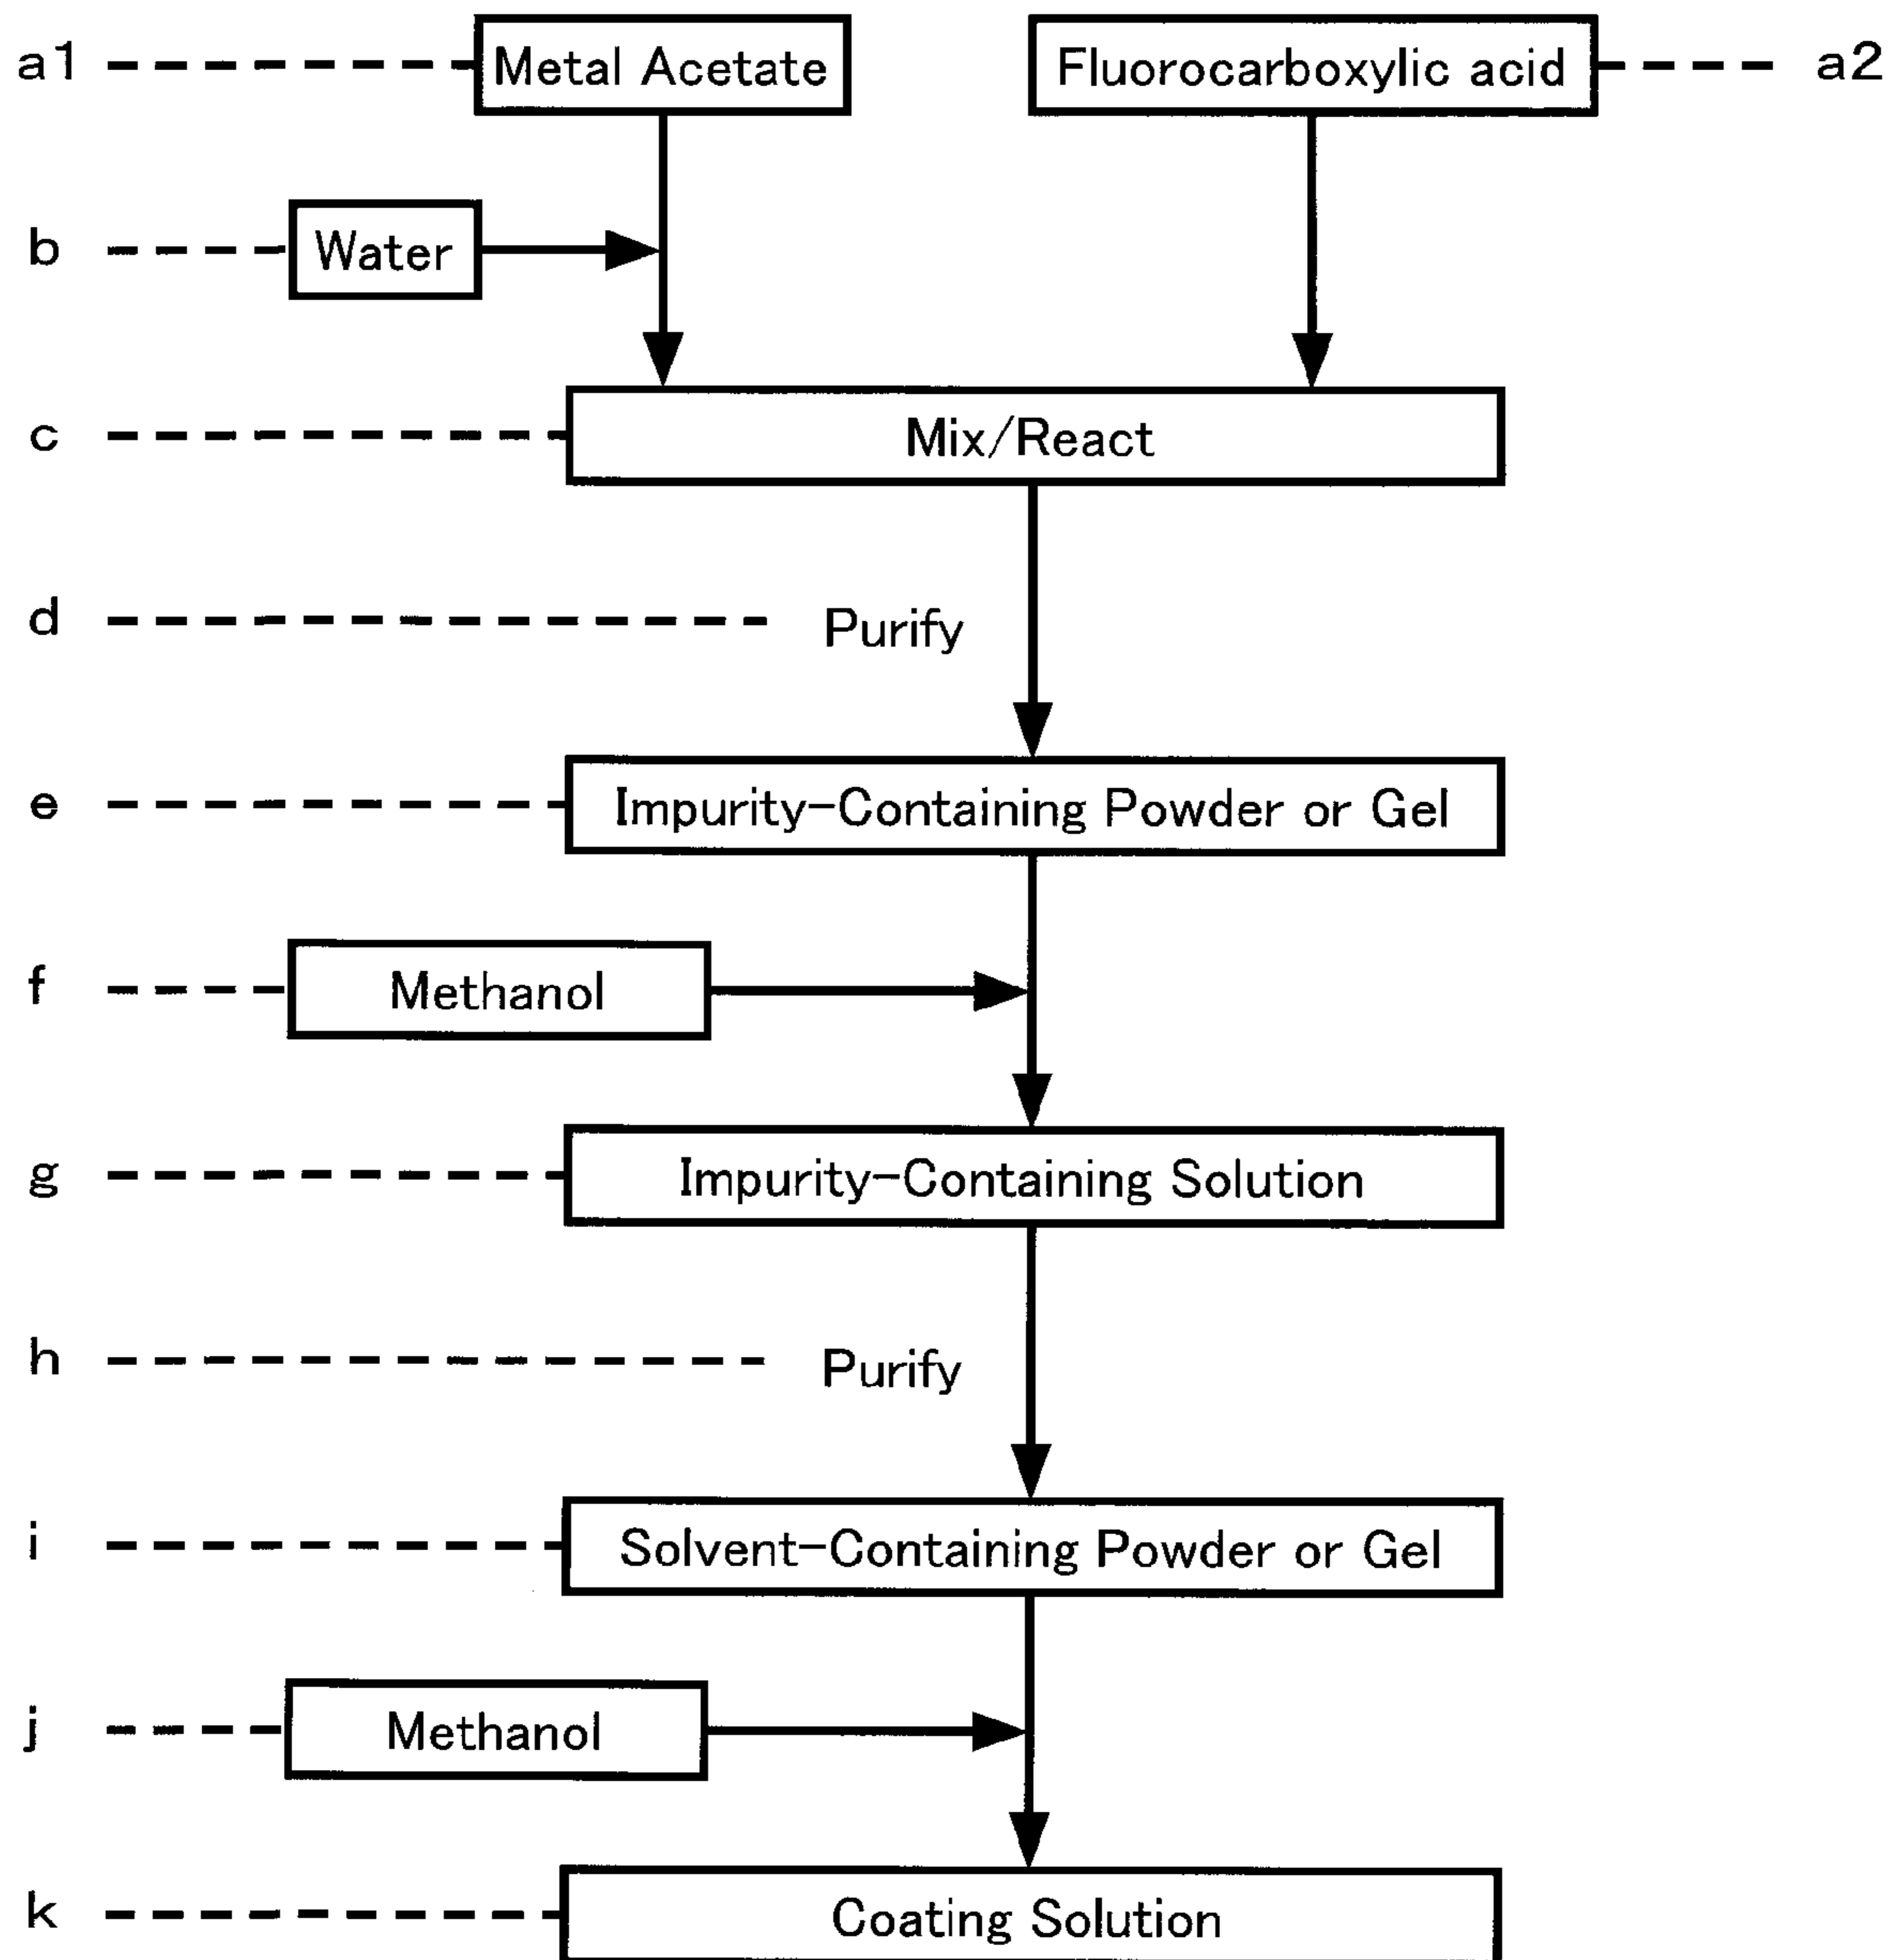 a1 Metal Acetate Fluorocarboxylic acid a2
b Water
c Mix/React
d Purify
e Impurity-Containing Powder or Gel
f Methanol
g Impurity-Containing Solution
h Purify
i Solvent-Containing Powder or Gel
j Methanol
k Coating Solution